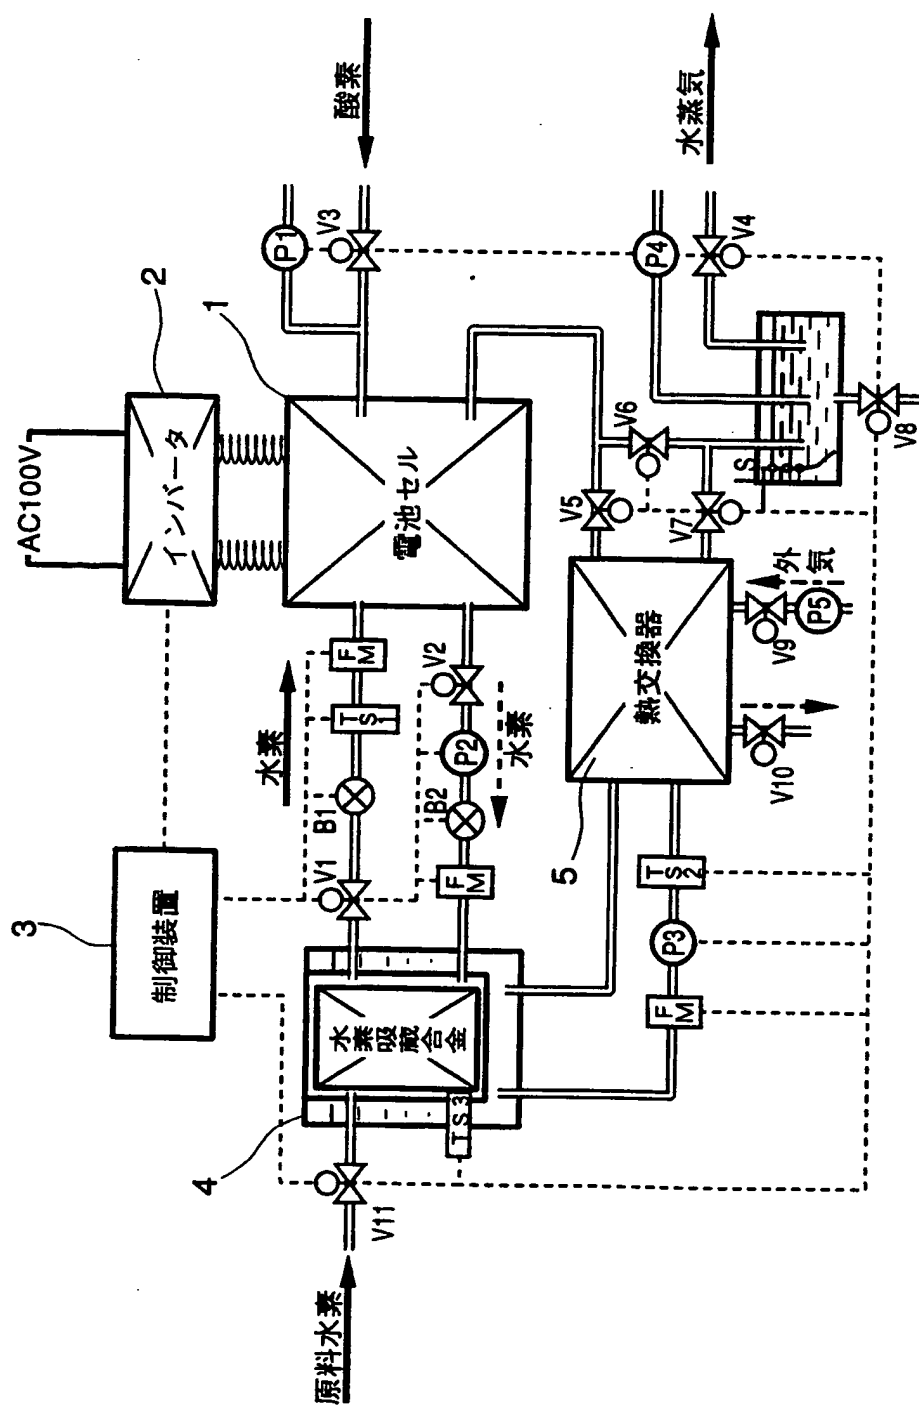 AC100V
2
インバータ
1
電池セル
3
制御装置
酸素
P1
V3
水蒸気
P4
V4
水素
FM
TS1
B1
V1
V2
P2
B2
水素
FM
V5
V6
V7
S
V8
熱交換器
5
外気
V9
P5
V10
TS2
P3
FM
4
水素吸蔵合金
TS3
V11
原料水素